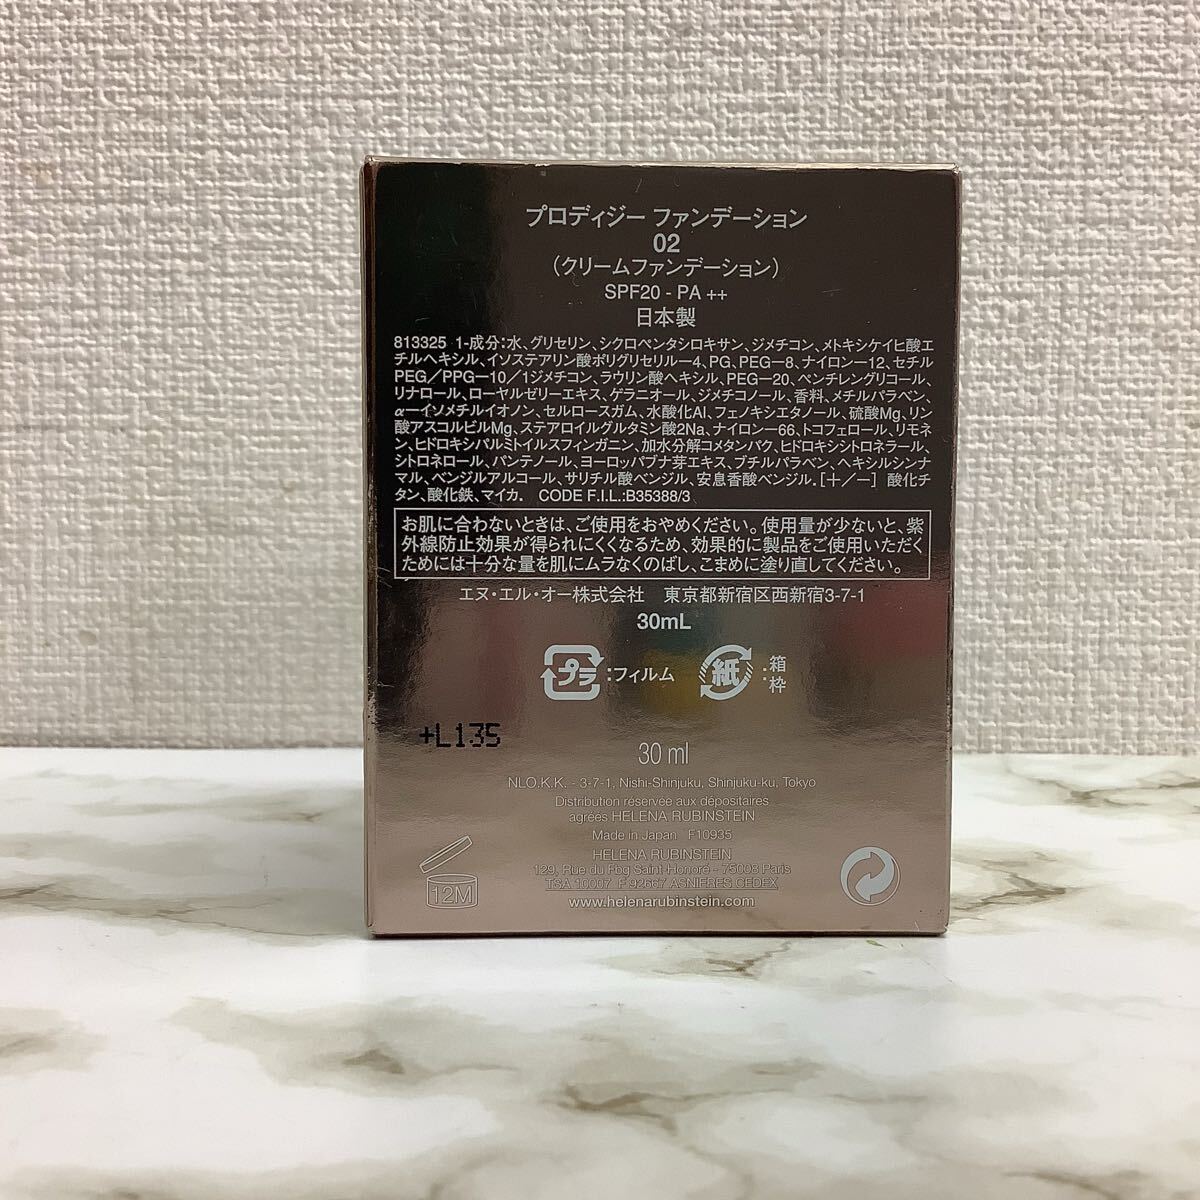 プロディジー ファンデーション
02
(クリームファンデーション)
SPF20 - PA ++
日本製
813325 1-成分:水、グリセリン、シクロペンタシロキサン、ジメチコン、メトキシケイヒ酸エ
チルヘキシル、イソステアリン酸ポリグリセリルー4、PG、PEGー8、ナイロンー12、セチル
PEG/PPGー10/1ジメチコン、ラウリン酸ヘキシル、PEGー20、ペンチレングリコール、
リナロール、ローヤルゼリーエキス、ゲラニオール、ジメチコノール、香料、メチルパラベン、
αーイソメチルイオノン、セルロースガム、水酸化Al、フェノキシエタノール、硫酸Mg、リン
酸アスコルビルMg、ステアロイルグルタミン酸2Na、ナイロンー66、トコフェロール、リモネ
ン、ヒドロキシパルミトイルスフィンガニン、加水分解コメタンパク、ヒドロキシシトロネラール、
シトロネロール、パンテノール、ヨーロッパブナ芽エキス、ブチルパラベン、ヘキシルシンナ
マル、ベンジルアルコール、サリチル酸ベンジル、安息香酸ベンジル.[+/ー] 酸化チ
タン、酸化鉄、マイカ. CODE F.I.L.:B35388/3
お肌に合わないときは、ご使用をおやめください。使用量が少ないと、紫
外線防止効果が得られにくくなるため、効果的に製品をご使用いただく
ためには十分な量を肌にムラなくのばし、こまめに塗り直してください。
エヌ・エル・オー株式会社 東京都新宿区西新宿3-7-1
30mL
プラ :フィルム 紙 :箱
枠
+L135
30 ml
NLO.K.K. - 3-7-1, Nishi-Shinjuku, Shinjuku-ku, Tokyo
Distribution réservée aux dépositaires
agréés HELENA RUBINSTEIN
Made in Japan F10935
HELENA RUBINSTEIN
129, Rue du Fbg Saint-Honoré - 75008 Paris
TSA 10007 F 92667 ASNIERES CEDEX
www.helenarubinstein.com
12M